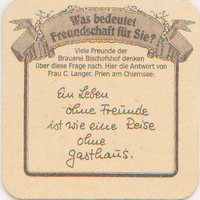 Was bedeutet
Freundschaft für Sie?
Viele Freunde der
Brauerei Bischofshof denken
über diese Frage nach. Hier die Antwort von
Frau C. Langer, Prien am Chiemsee:
Ein Leben
ohne Freunde
ist wie eine Reise
ohne
Gasthaus.